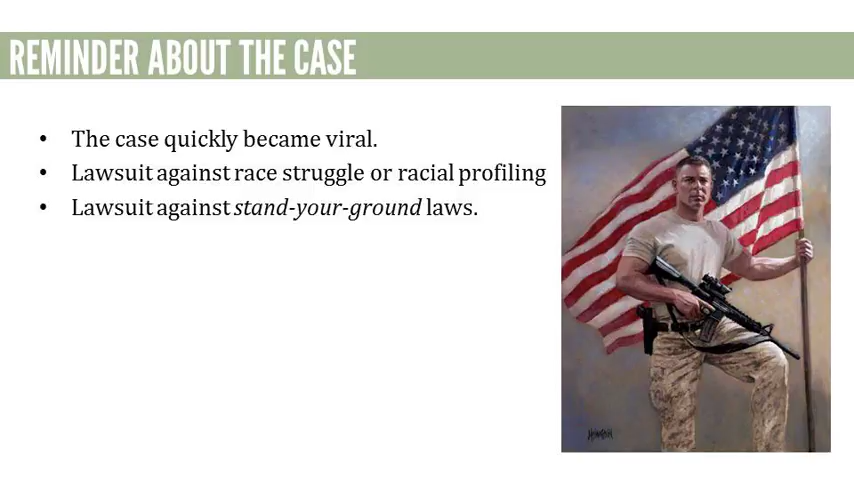 REMINDER ABOUT THE CASE
• The case quickly became viral.
• Lawsuit against race struggle or racial profiling
• Lawsuit against stand-your-ground laws.